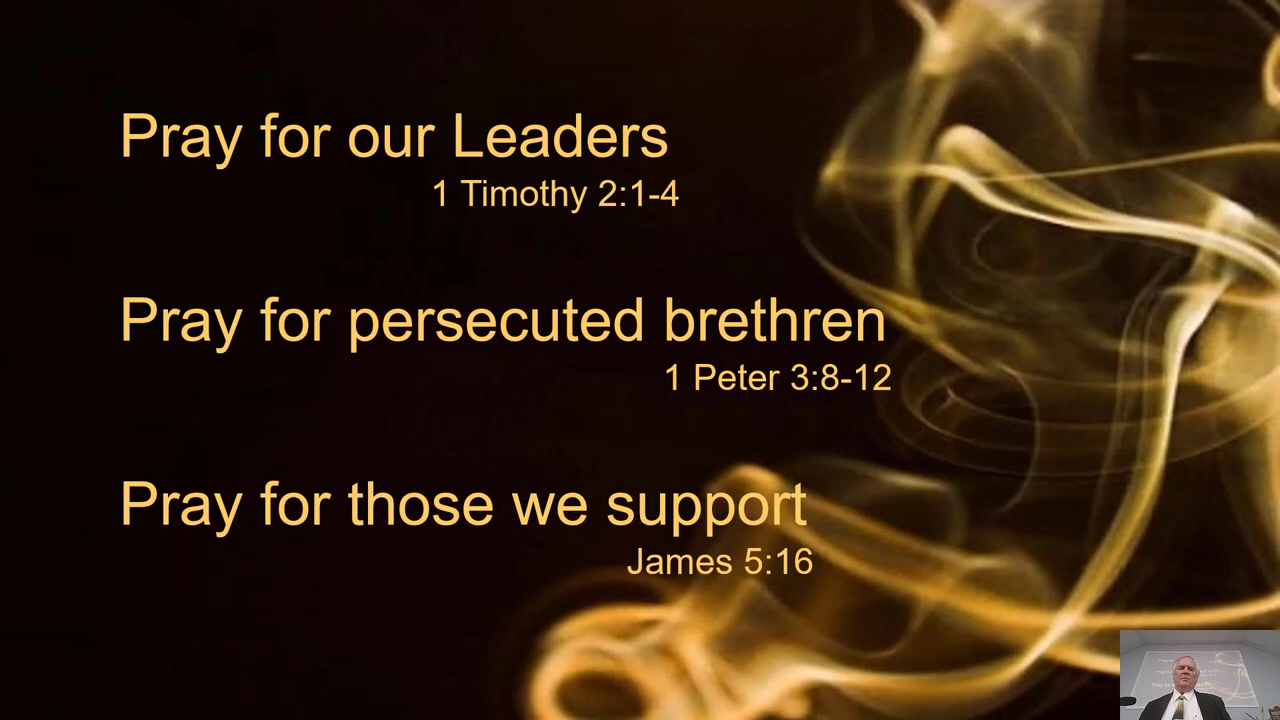 Pray for our Leaders
1 Timothy 2:1-4
Pray for persecuted brethren
1 Peter 3:8-12
Pray for those we support
James 5:16